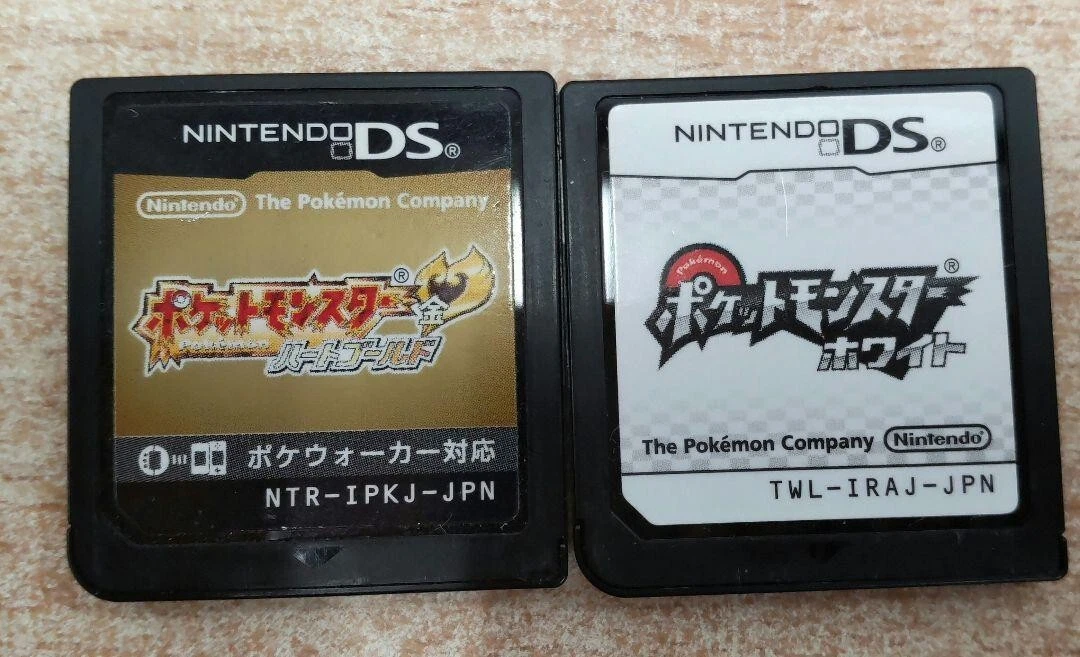 NINTENDO DS®
Nintendo® The Pokémon Company
ポケットモンスター®
Pokémon
金
ハートゴールド
ポケウォーカー対応
NTR-IPKJ-JPN
NINTENDO DS®
Pokémon
ポケットモンスター®
ホワイト
The Pokémon Company Nintendo®
TWL-IRAJ-JPN